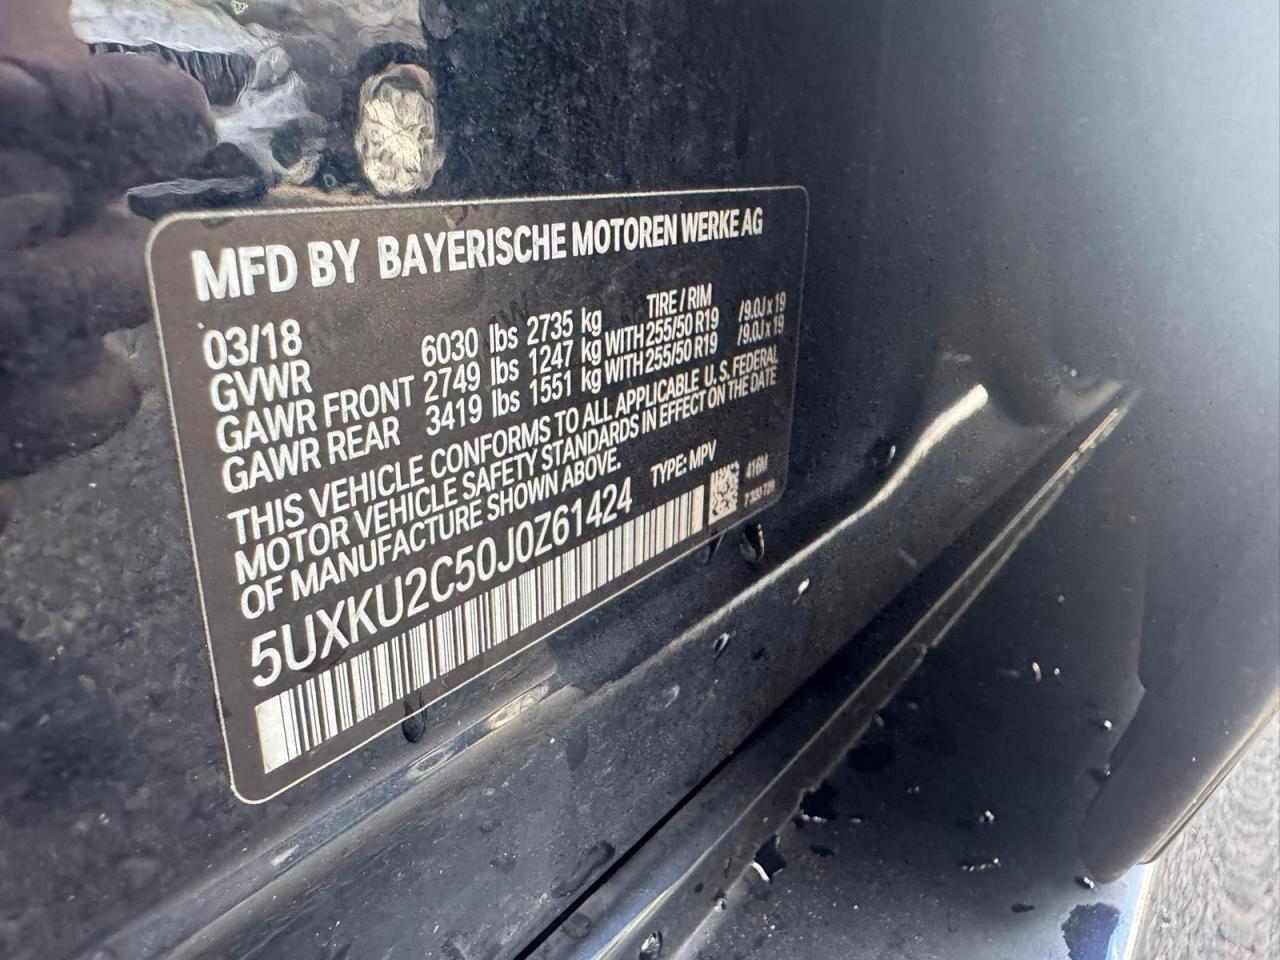 MFD BY BAYERISCHE MOTOREN WERKE AG
03/18 TIRE / RIM
GVWR 6030 lbs 2735 kg
GAWR FRONT 2749 lbs 1247 kg WITH 255/50 R19 /9.0J x 19
GAWR REAR 3419 lbs 1551 kg WITH 255/50 R19 /9.0J x 19
THIS VEHICLE CONFORMS TO ALL APPLICABLE U. S. FEDERAL
MOTOR VEHICLE SAFETY STANDARDS IN EFFECT ON THE DATE
OF MANUFACTURE SHOWN ABOVE.
5UXKU2C50J0Z61424 TYPE: MPV
416M